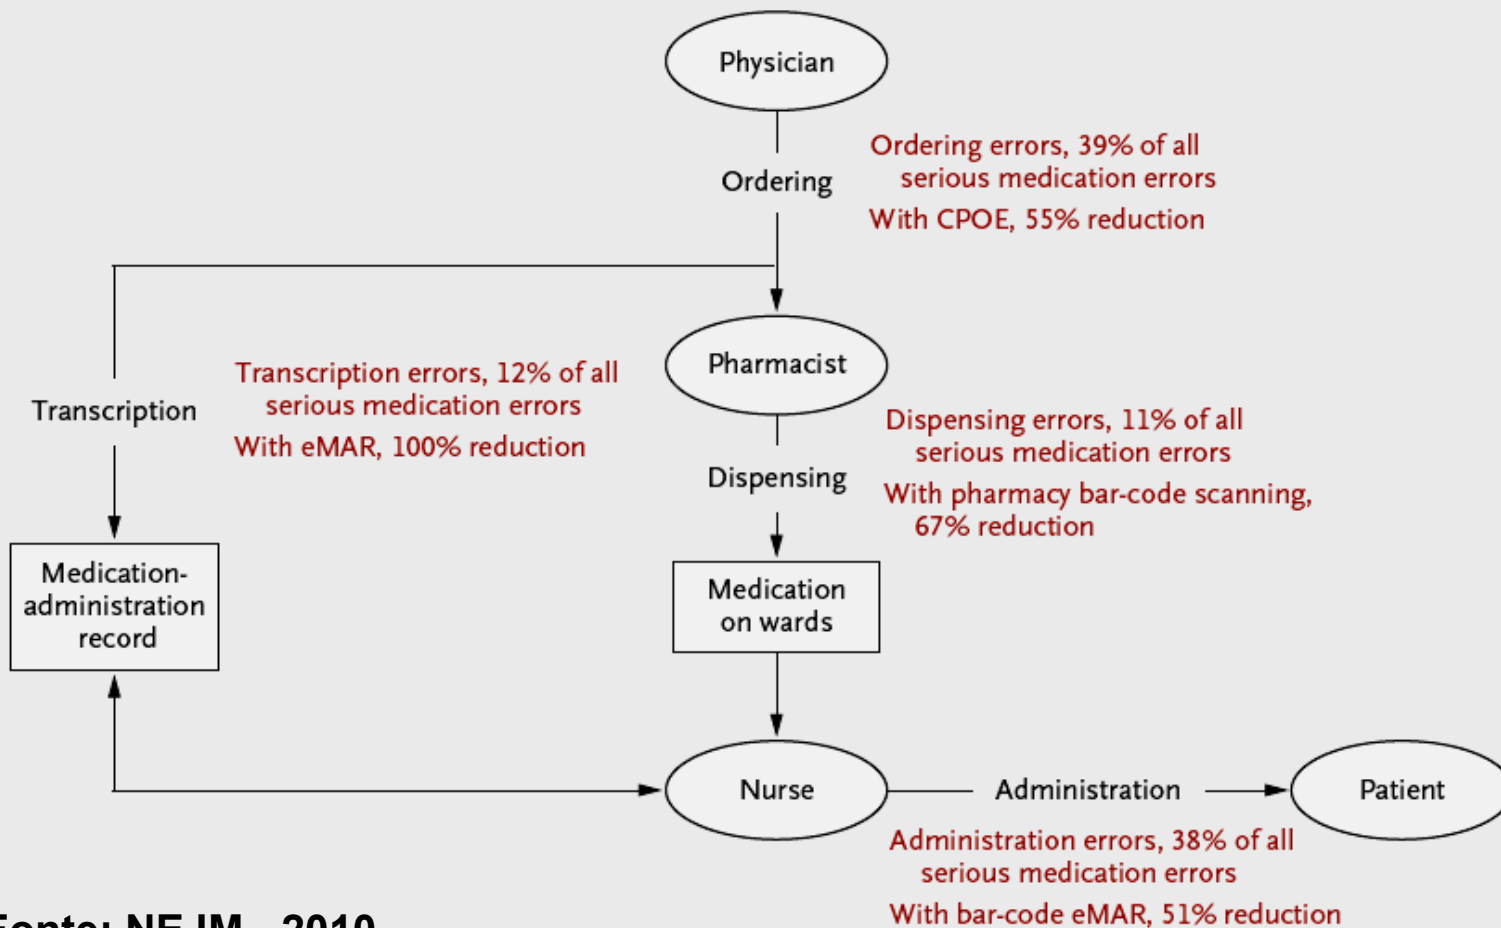 Physician
Ordering
Ordering errors, 39% of all
serious medication errors
With CPOE, 55% reduction
Pharmacist
Transcription
Transcription errors, 12% of all
serious medication errors
With eMAR, 100% reduction
Dispensing
Dispensing errors, 11% of all
serious medication errors
With pharmacy bar-code scanning,
67% reduction
Medication-
administration
record
Medication
on wards
Nurse
Administration
Patient
Administration errors, 38% of all
serious medication errors
With bar-code eMAR, 51% reduction
Fonte: NEJM - 2010